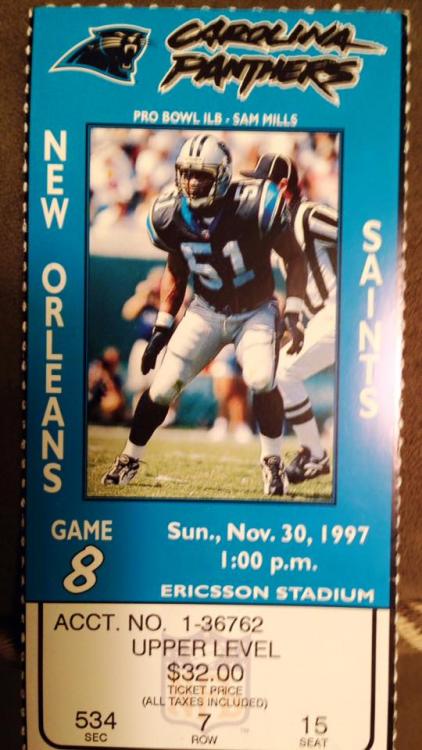 CAROLINA
PANTHERS
PRO BOWL ILB - SAM MILLS
NEW ORLEANS
SAINTS
51
GAME
8
Sun., Nov. 30, 1997
1:00 p.m.
ERICSSON STADIUM
ACCT. NO. 1-36762
UPPER LEVEL
$32.00
TICKET PRICE
(ALL TAXES INCLUDED)
534 7 15
SEC ROW SEAT